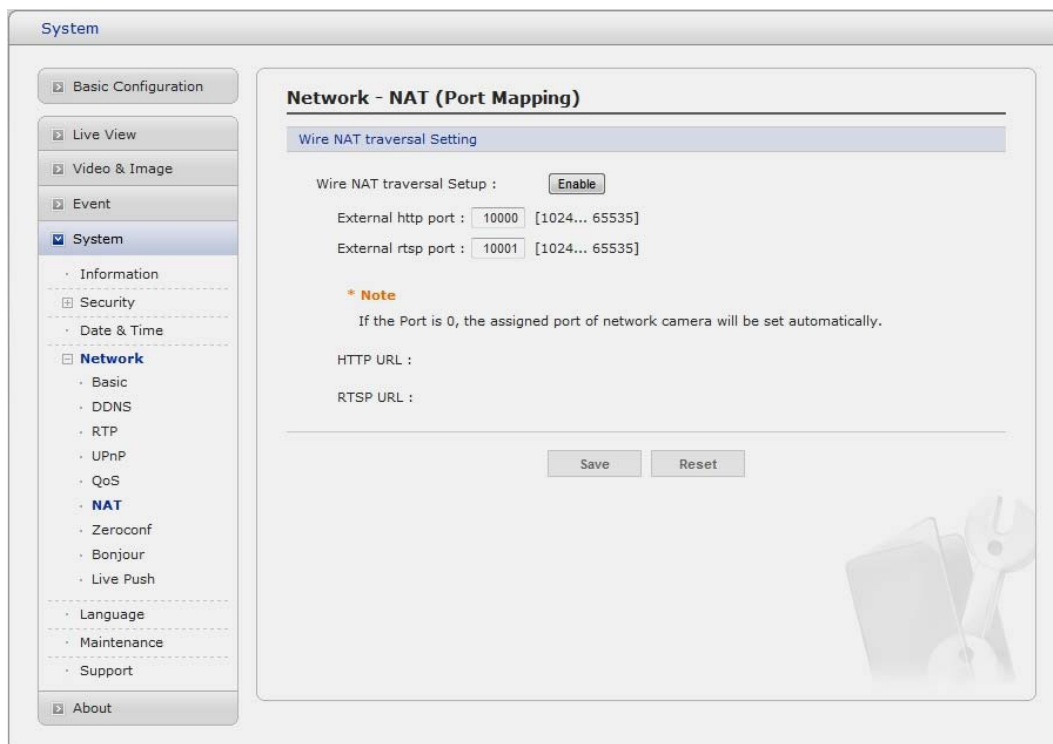 System
Basic Configuration
Live View
Video & Image
Event
System
Information
Security
Date & Time
Network
Basic
DDNS
RTP
UPnP
QoS
NAT
Zeroconf
Bonjour
Live Push
Language
Maintenance
Support
About
Network - NAT (Port Mapping)
Wire NAT traversal Setting
Wire NAT traversal Setup : Enable
External http port : 10000 [1024... 65535]
External rtsp port : 10001 [1024... 65535]
* Note
If the Port is 0, the assigned port of network camera will be set automatically.
HTTP URL :
RTSP URL :
Save Reset